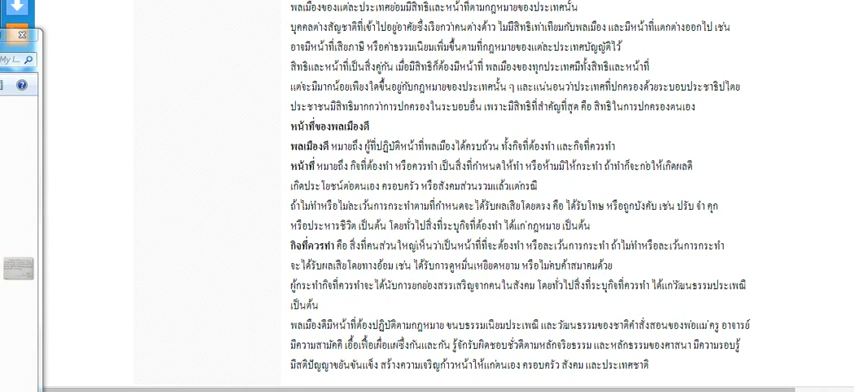 พลเมืองของแต่ละประเทศย่อมมีสิทธิและหน้าที่ตามกฎหมายของประเทศนั้น
บุคคลต่างสัญชาติที่เข้าไปอยู่อาศัยซึ่งเรียกว่าคนต่างด้าว ไม่มีสิทธิเท่าเทียมกับพลเมือง และมีหน้าที่แตกต่างออกไป เช่น
อาจมีหน้าที่เสียภาษี หรือค่าธรรมเนียมเพิ่มขึ้นตามที่กฎหมายของแต่ละประเทศบัญญัติไว้
สิทธิและหน้าที่เป็นสิ่งคู่กัน เมื่อมีสิทธิก็ต้องมีหน้าที่ พลเมืองของทุกประเทศมีทั้งสิทธิและหน้าที่
แต่จะมีมากน้อยเพียงใดขึ้นอยู่กับกฎหมายของประเทศนั้น ๆ และแน่นอนว่าประเทศที่ปกครองด้วยระบอบประชาธิปไตย
ประชาชนมีสิทธิมากกว่าการปกครองในระบอบอื่น เพราะมีสิทธิที่สำคัญที่สุด คือ สิทธิในการปกครองตนเอง
หน้าที่ของพลเมืองดี
พลเมืองดี หมายถึง ผู้ที่ปฏิบัติหน้าที่พลเมืองได้ครบถ้วน ทั้งกิจที่ต้องทำ และกิจที่ควรทำ
หน้าที่ หมายถึง กิจที่ต้องทำ หรือควรทำ เป็นสิ่งที่กำหนดให้ทำ หรือห้ามมิให้กระทำ ถ้าทำก็จะก่อให้เกิดผลดี
เกิดประโยชน์ต่อตนเอง ครอบครัว หรือสังคมส่วนรวมแล้วแต่กรณี
ถ้าไม่ทำหรือไม่ละเว้นการกระทำตามที่กำหนดจะได้รับผลเสียโดยตรง คือ ได้รับโทษ หรือถูกบังคับ เช่น ปรับ จำ คุก
หรือประหารชีวิต เป็นต้น โดยทั่วไปสิ่งที่ระบุกิจที่ต้องทำ ได้แก่ กฎหมาย เป็นต้น
กิจที่ควรทำ คือ สิ่งที่คนส่วนใหญ่เห็นว่าเป็นหน้าที่ที่จะต้องทำ หรือละเว้นการกระทำ ถ้าไม่ทำหรือละเว้นการกระทำ
จะได้รับผลเสียโดยทางอ้อม เช่น ได้รับการดูหมิ่นเหยียดหยาม หรือไม่คบค้าสมาคมด้วย
ผู้กระทำกิจที่ควรทำจะได้นับการยกย่องสรรเสริญจากคนในสังคม โดยทั่วไปสิ่งที่ระบุกิจที่ควรทำ ได้แก่วัฒนธรรมประเพณี
เป็นต้น
พลเมืองดีมีหน้าที่ต้องปฏิบัติตามกฎหมาย ขนบธรรมเนียมประเพณี และวัฒนธรรมของชาติคำสั่งสอนของพ่อแม่ ครู อาจารย์
มีความสามัคคี เอื้อเฟื้อเผื่อแผ่ซึ่งกันและกัน รู้จักรับผิดชอบชั่วดีตามหลักจริยธรรม และหลักธรรมของศาสนา มีความรอบรู้
มีสติปัญญาขยันขันแข็ง สร้างความเจริญก้าวหน้าให้แก่ตนเอง ครอบครัว สังคม และประเทศชาติ